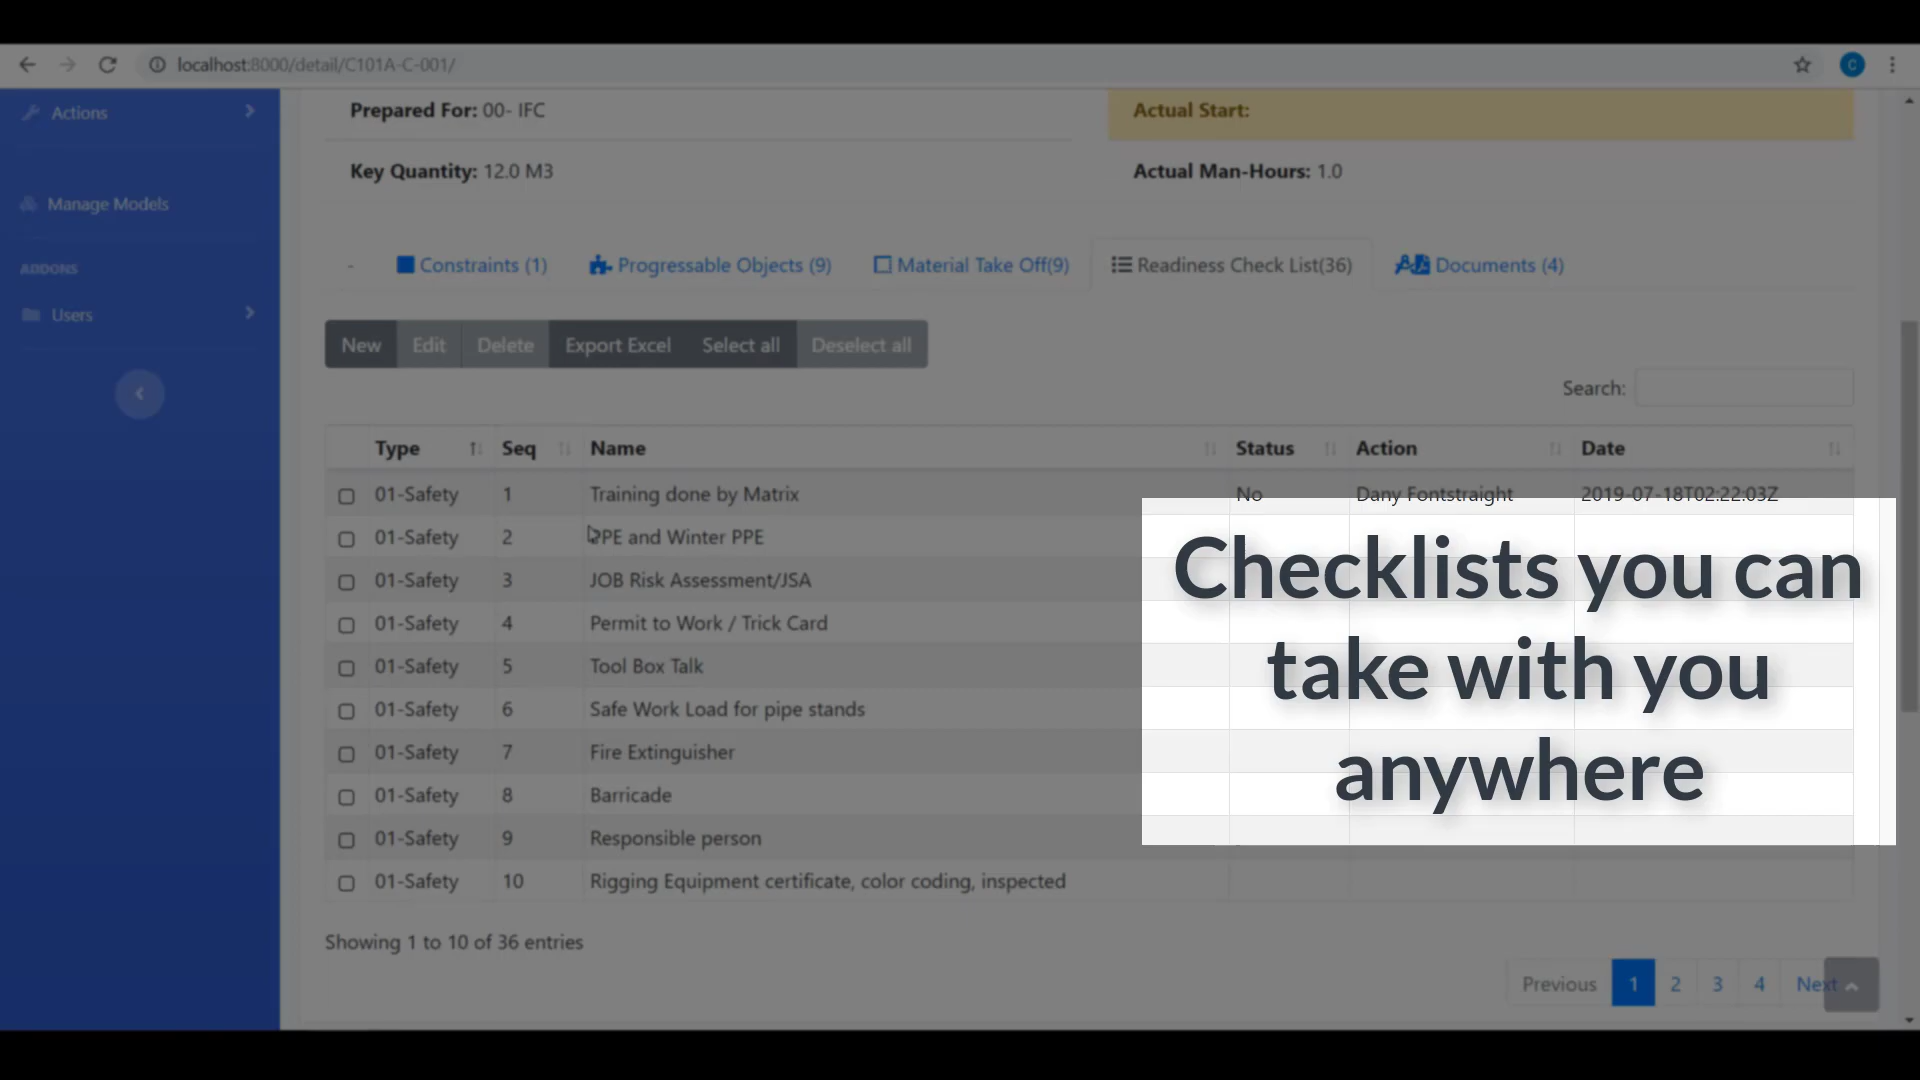 localhost:8000/detail/C101A-C-001/
C
Actions
Manage Models
ADDONS
Users
Prepared For: 00- IFC
Actual Start:
Key Quantity: 12.0 M3
Actual Man-Hours: 1.0
- Constraints (1) Progressable Objects (9) Material Take Off(9) Readiness Check List(36) Documents (4)
New Edit Delete Export Excel Select all Deselect all
Search:
Type Seq Name Status Action Date
01-Safety 1 Training done by Matrix No Dany Fontstraight 2019-07-18T02:22:03Z
01-Safety 2 PPE and Winter PPE
01-Safety 3 JOB Risk Assessment/JSA
01-Safety 4 Permit to Work / Trick Card
01-Safety 5 Tool Box Talk
01-Safety 6 Safe Work Load for pipe stands
01-Safety 7 Fire Extinguisher
01-Safety 8 Barricade
01-Safety 9 Responsible person
01-Safety 10 Rigging Equipment certificate, color coding, inspected
Checklists you can
take with you
anywhere
Showing 1 to 10 of 36 entries
Previous 1 2 3 4 Next